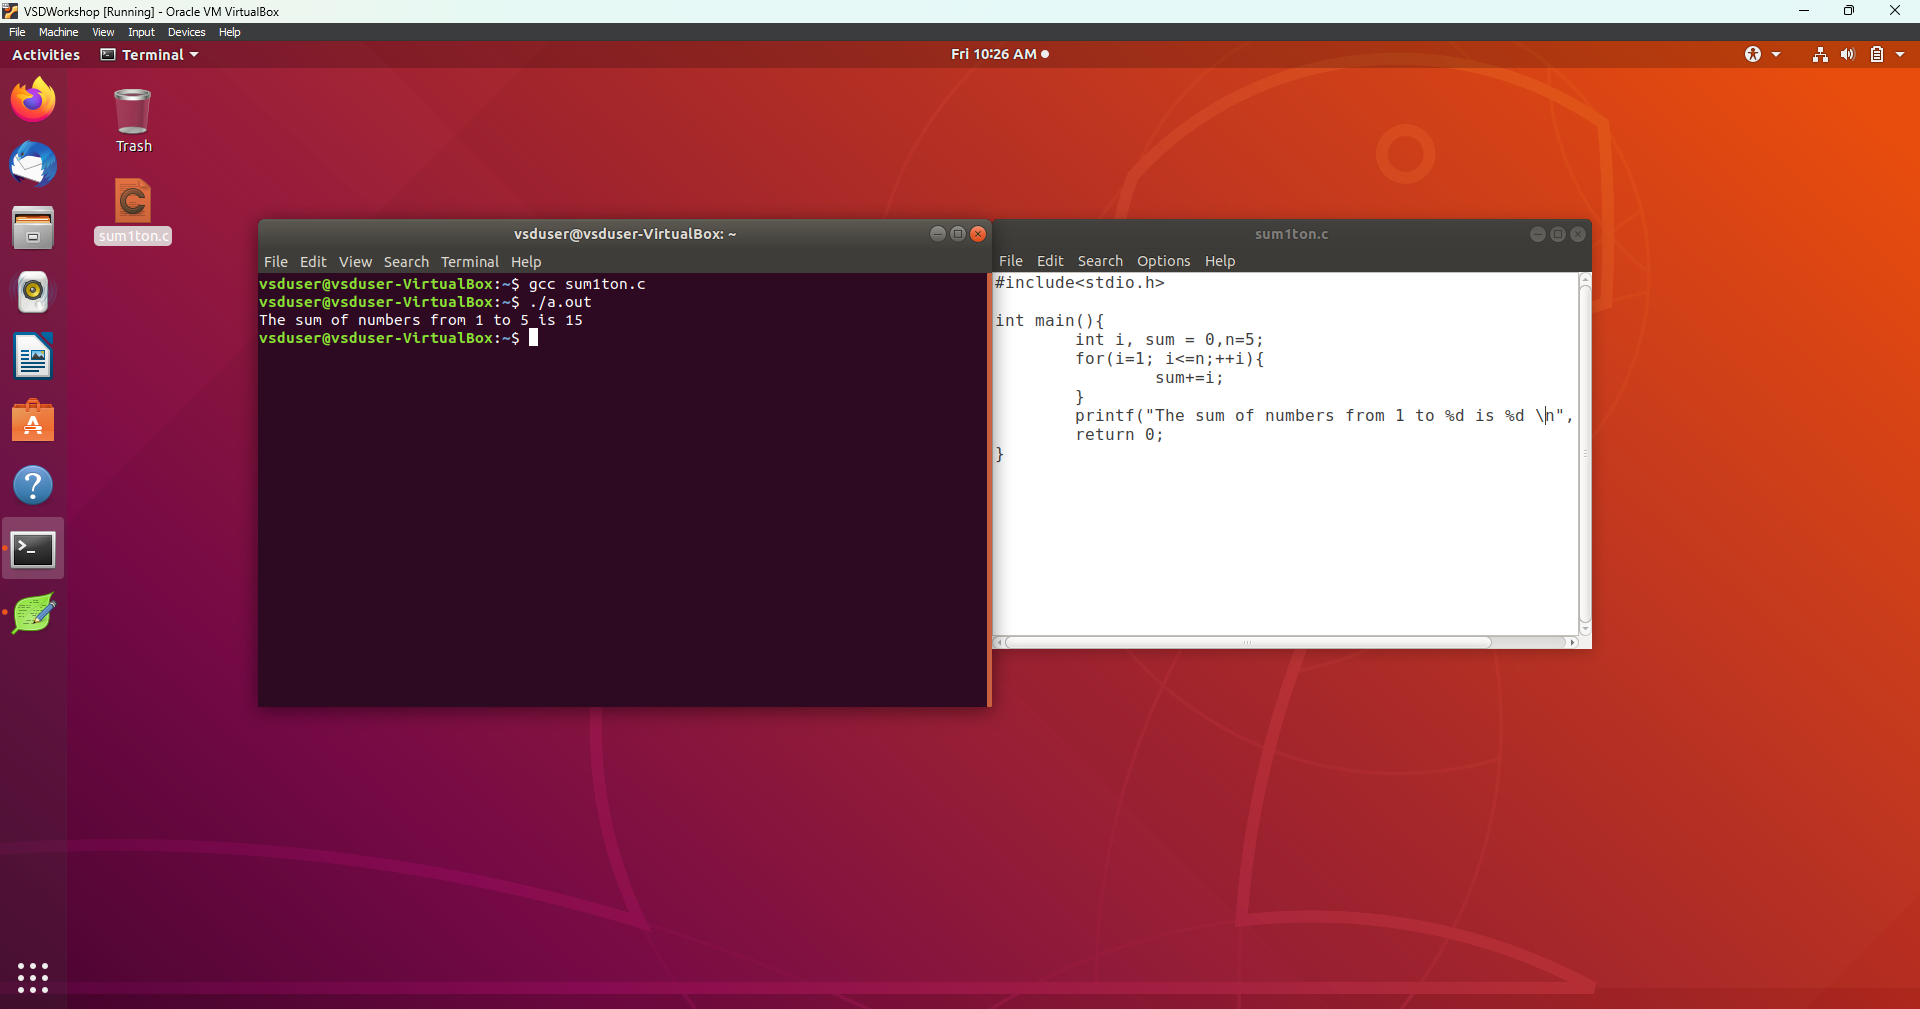 VSDWorkshop [Running] - Oracle VM VirtualBox
File Machine View Input Devices Help
Activities Terminal Fri 10:26 AM
Trash
sum1ton.c
vsduser@vsduser-VirtualBox: ~
File Edit View Search Terminal Help
vsduser@vsduser-VirtualBox:~$ gcc sum1ton.c
vsduser@vsduser-VirtualBox:~$ ./a.out
The sum of numbers from 1 to 5 is 15
vsduser@vsduser-VirtualBox:~$
sum1ton.c
File Edit Search Options Help
#include<stdio.h>
int main(){
int i, sum = 0,n=5;
for(i=1; i<=n;++i){
sum+=i;
}
printf("The sum of numbers from 1 to %d is %d \n",
return 0;
}